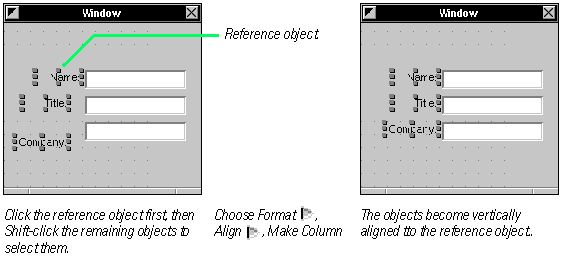 Window
Reference object
Name
Title
Company
Window
Name
Title
Company
Click the reference object first, then
Shift-click the remaining objects to
select them.
Choose Format ,
Align , Make Column
The objects become vertically
aligned tto the reference object..